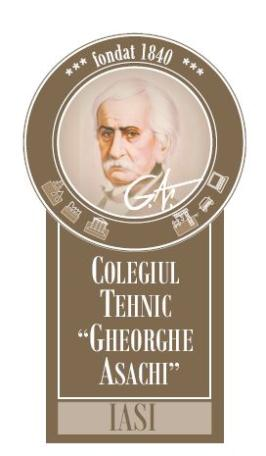 *** fondat 1840 ***
G.A.
COLEGIUL
TEHNIC
“GHEORGHE
ASACHI”
IASI